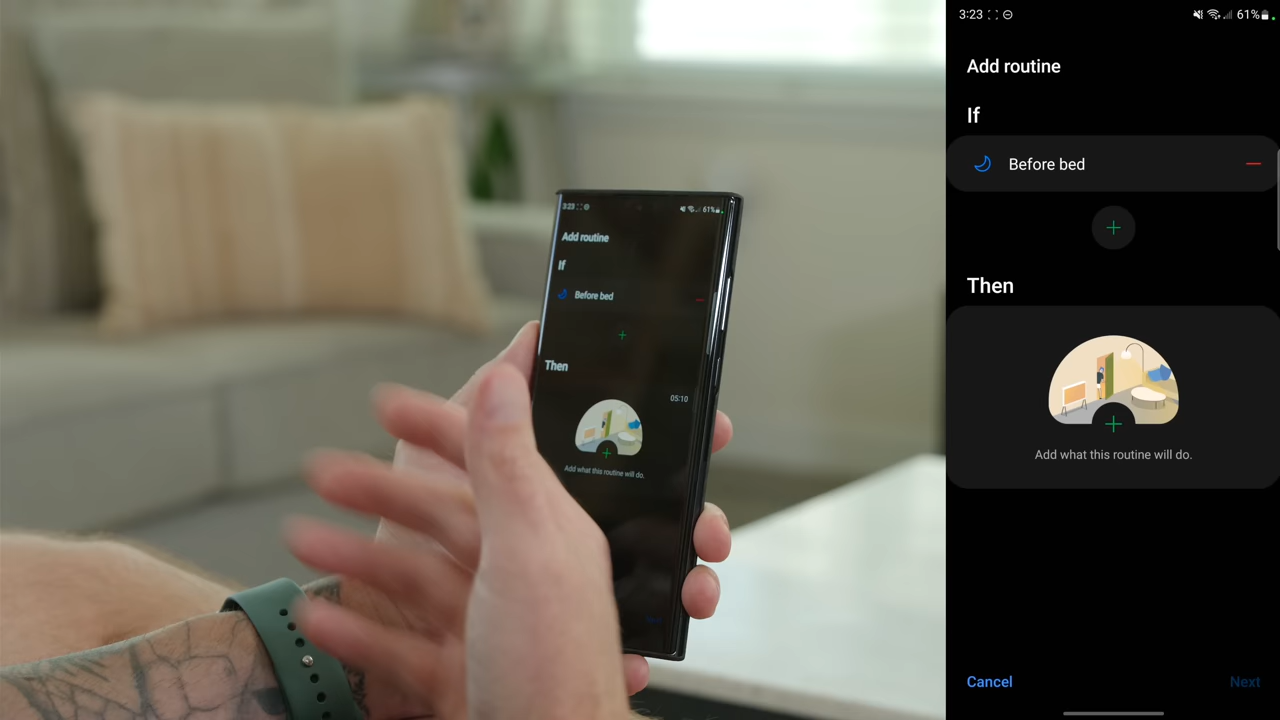 3:23
61%
Add routine
If
Before bed
Then
05:10
Add what this routine will do.
3:23
61%
Add routine
If
Before bed
Then
Add what this routine will do.
Cancel
Next